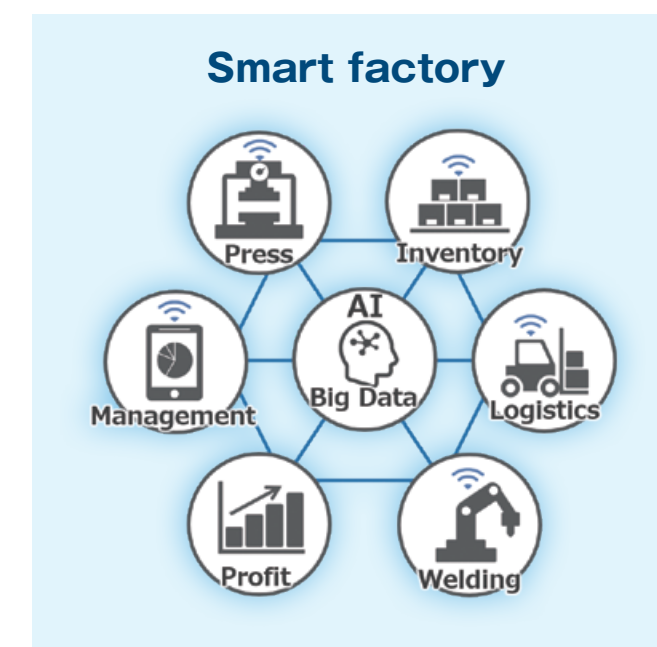 Smart factory
Press
Inventory
AI
Big Data
Management
Logistics
Profit
Welding